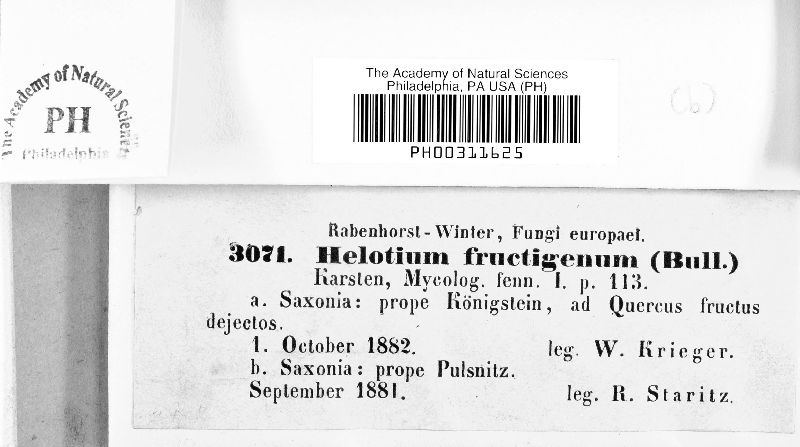 The Academy of Natural Sciences
PH
Philadelphia
The Academy of Natural Sciences
Philadelphia, PA USA (PH)
PH00311625
(b)
Rabenhorst-Winter, Fungi europaei.
3071. Helotium fructigenum (Bull.)
Karsten, Mycolog. fenn. I. p. 113.
a. Saxonia: prope Königstein, ad Quercus fructus
dejectos.
1. October 1882. leg. W. Krieger.
b. Saxonia: prope Pulsnitz.
September 1881. leg. R. Staritz.